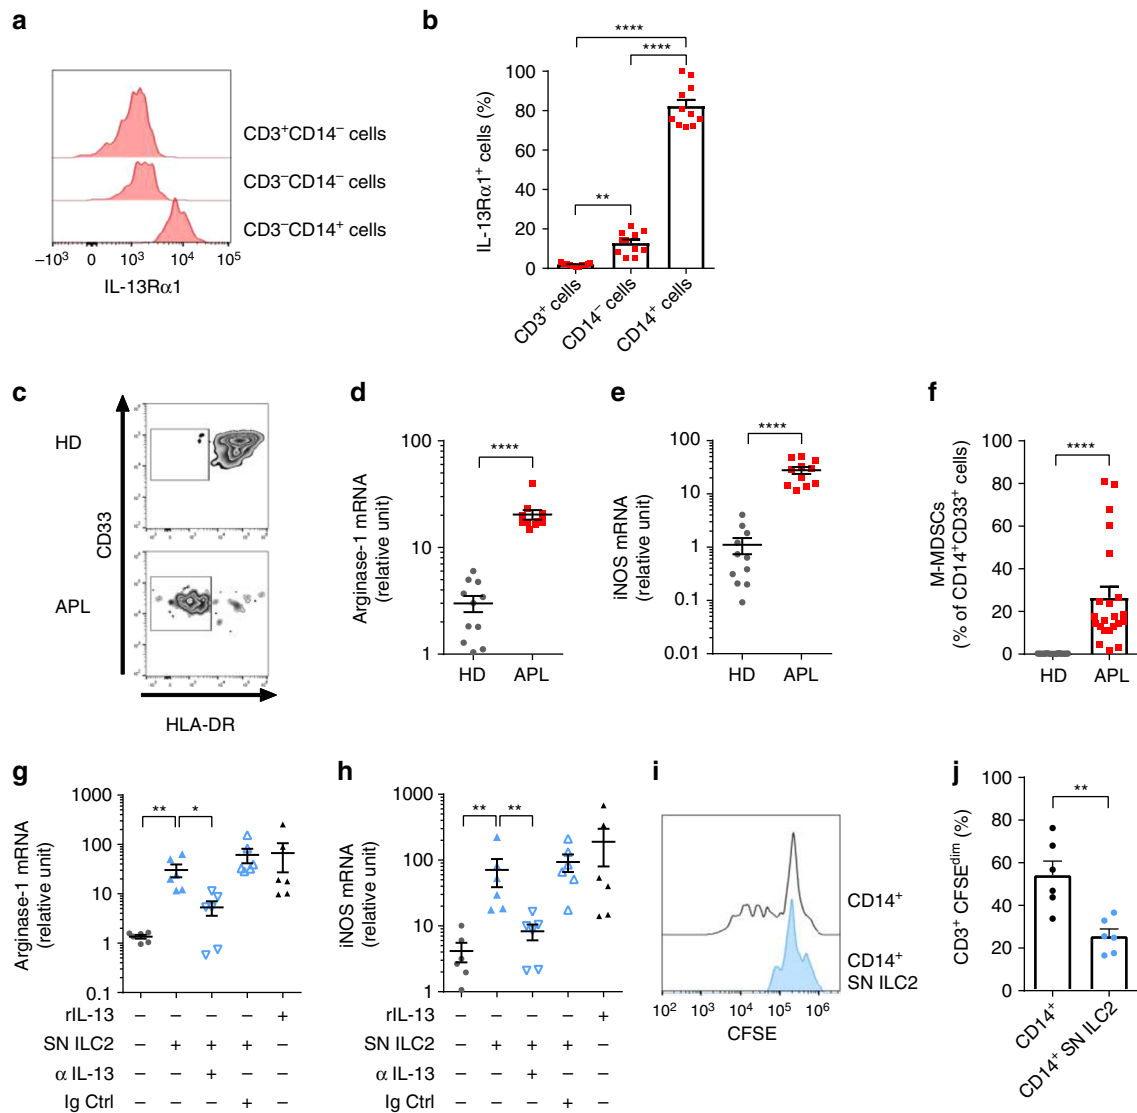 a
CD3⁺CD14⁻ cells
CD3⁻CD14⁻ cells
CD3⁻CD14⁺ cells
−10³ 0 10³ 10⁴ 10⁵
IL-13Rα1
b
****
****
**
IL-13Rα1⁺ cells (%)
100
80
60
40
20
0
CD3⁺ cells
CD14⁻ cells
CD14⁺ cells
c
HD
APL
CD33
HLA-DR
d
****
Arginase-1 mRNA
(relative unit)
100
10
1
HD APL
e
****
iNOS mRNA
(relative unit)
100
10
1
0.1
0.01
HD APL
f
****
M-MDSCs
(% of CD14⁺CD33⁺ cells)
100
80
60
40
20
0
HD APL
g
** *
Arginase-1 mRNA
(relative unit)
1000
100
10
1
0.1
rIL-13 − − − − +
SN ILC2 − + + + −
α IL-13 − − + − −
Ig Ctrl − − − + −
h
** **
iNOS mRNA
(relative unit)
1000
100
10
1
rIL-13 − − − − +
SN ILC2 − + + + −
α IL-13 − − + − −
Ig Ctrl − − − + −
i
CD14⁺
CD14⁺
SN ILC2
10² 10³ 10⁴ 10⁵ 10⁶
CFSE
j
**
CD3⁺ CFSEᵈⁱᵐ (%)
100
80
60
40
20
0
CD14⁺
CD14⁺ SN ILC2